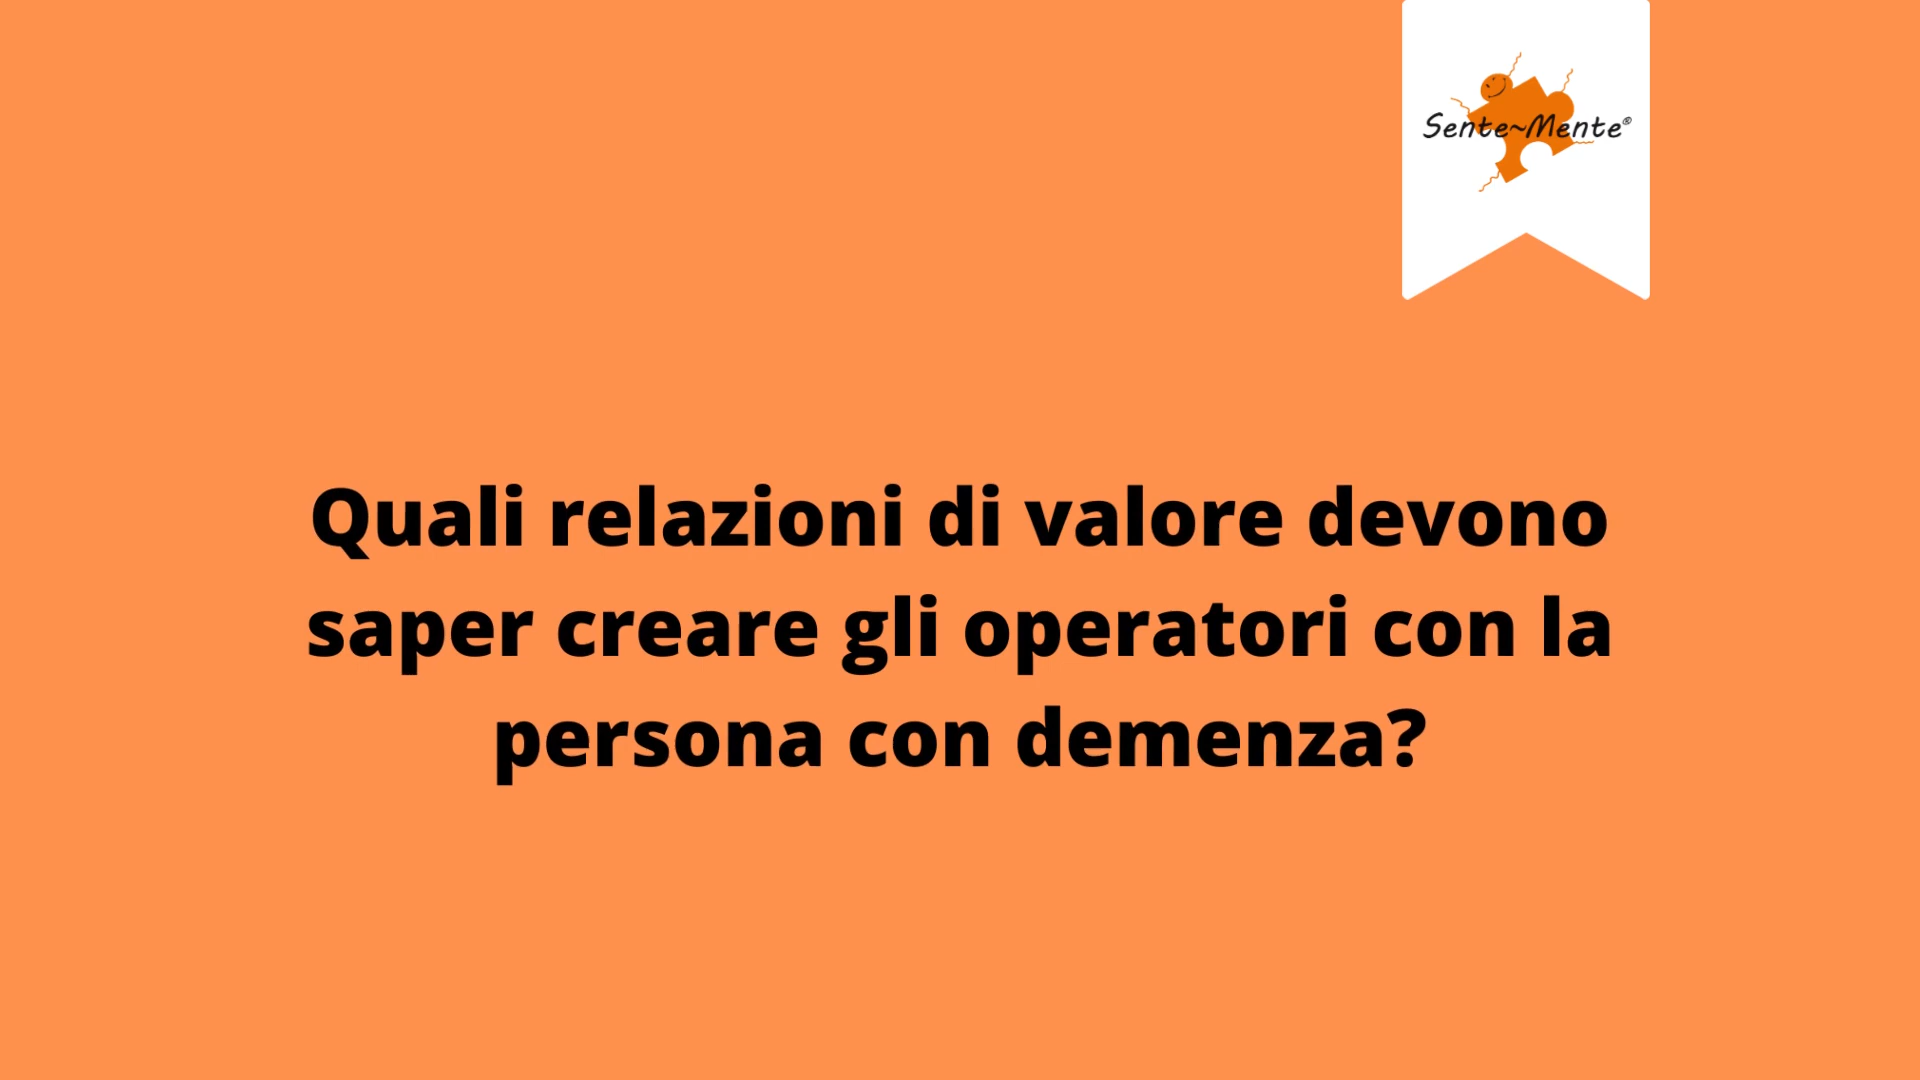 Sente~Mente®
Quali relazioni di valore devono
saper creare gli operatori con la
persona con demenza?